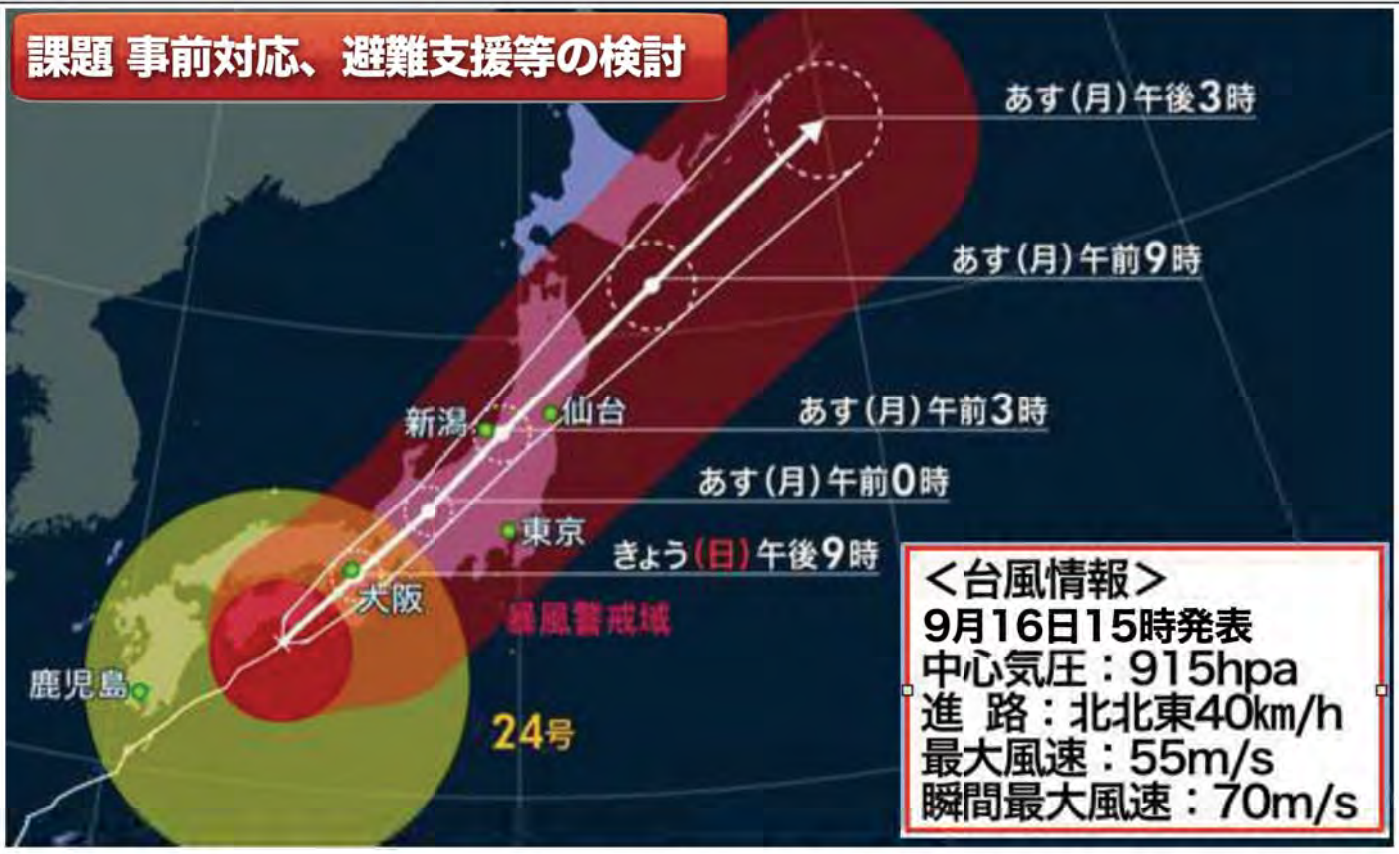 課題 事前対応、避難支援等の検討
あす(月)午後3時
あす(月)午前9時
あす(月)午前3時
仙台
新潟
あす(月)午前0時
東京
きょう(日)午後9時
大阪
暴風警戒域
鹿児島
24号
<台風情報>
9月16日15時発表
中心気圧:915hpa
進 路:北北東40km/h
最大風速:55m/s
瞬間最大風速:70m/s